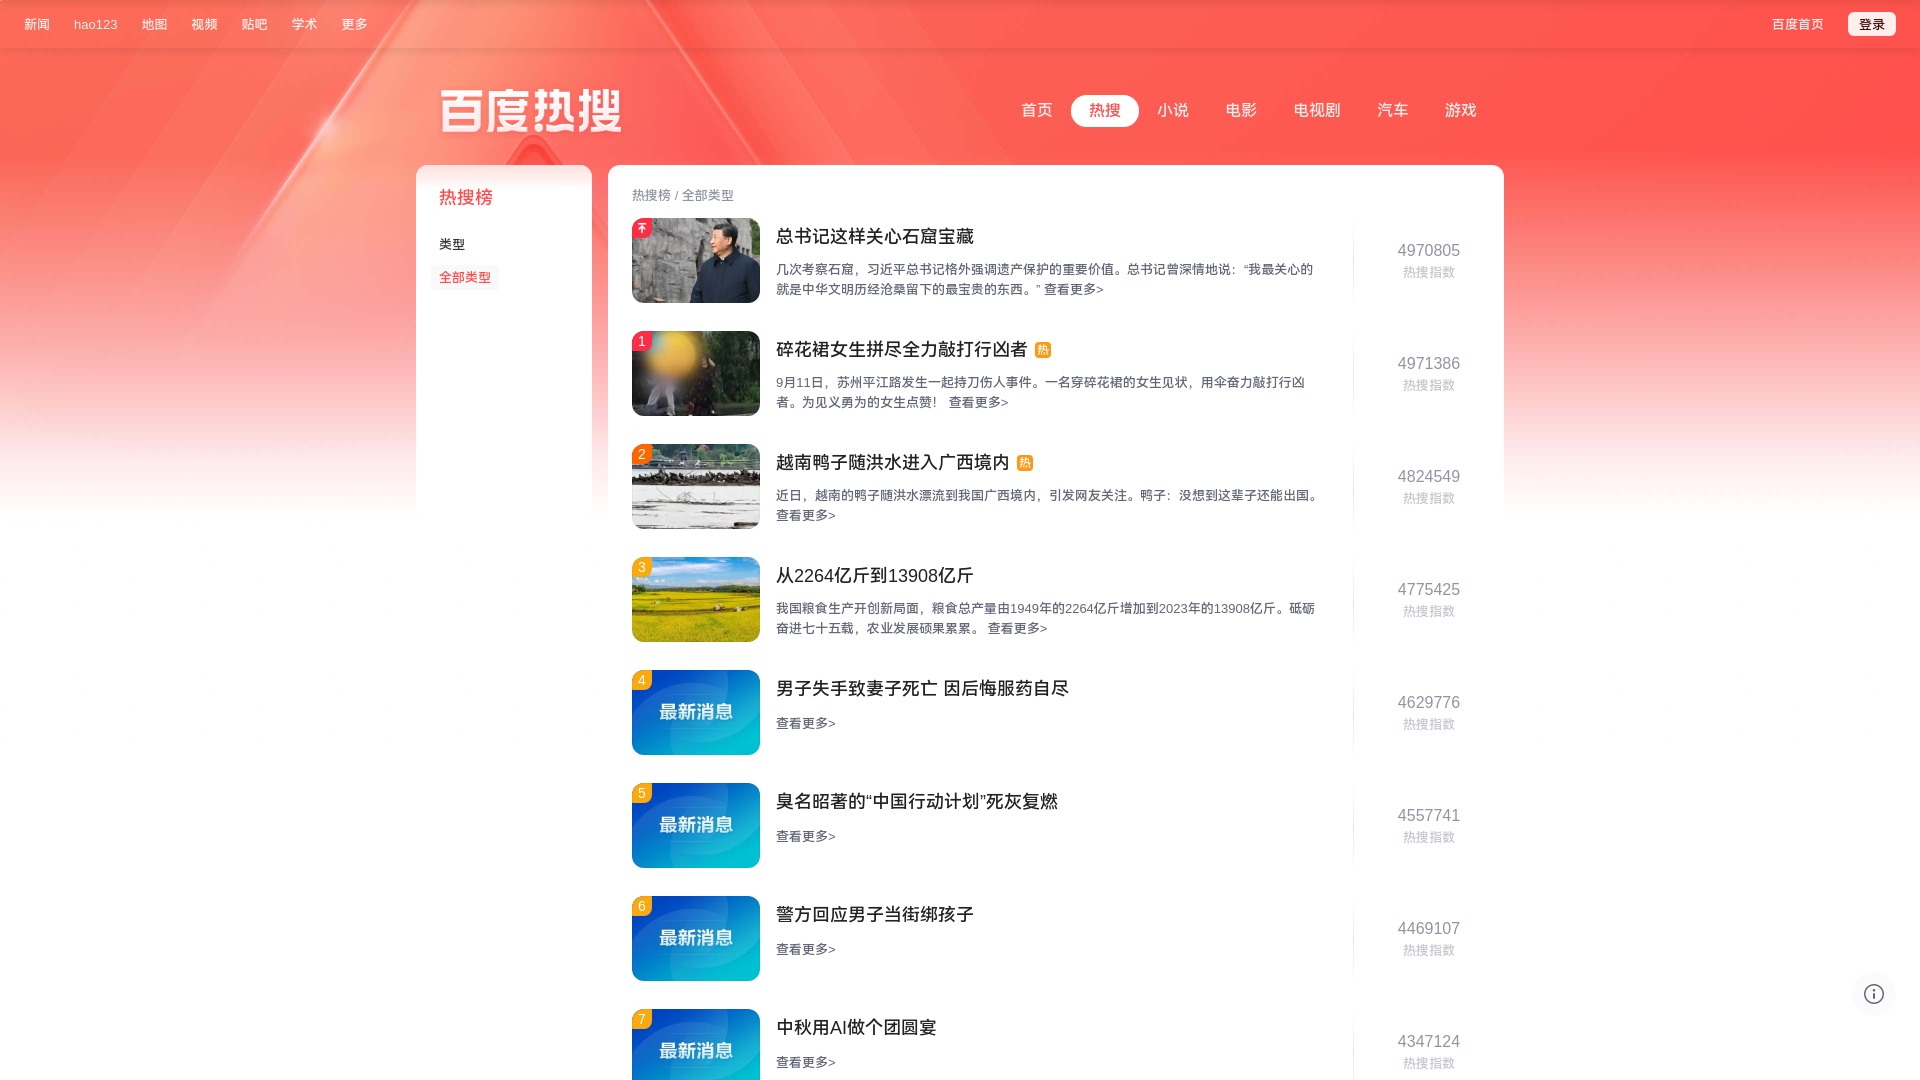 新闻 hao123 地图 视频 贴吧 学术 更多 百度首页 登录
百度热搜
首页 热搜 小说 电影 电视剧 汽车 游戏
热搜榜
类型
全部类型
热搜榜 / 全部类型
总书记这样关心石窟宝藏
几次考察石窟，习近平总书记格外强调遗产保护的重要价值。总书记曾深情地说：“我最关心的
就是中华文明历经沧桑留下的最宝贵的东西。” 查看更多>
4970805
热搜指数
1
碎花裙女生拼尽全力敲打行凶者 热
9月11日，苏州平江路发生一起持刀伤人事件。一名穿碎花裙的女生见状，用伞奋力敲打行凶
者。为见义勇为的女生点赞！ 查看更多>
4971386
热搜指数
2
越南鸭子随洪水进入广西境内 热
近日，越南的鸭子随洪水漂流到我国广西境内，引发网友关注。鸭子：没想到这辈子还能出国。
查看更多>
4824549
热搜指数
3
从2264亿斤到13908亿斤
我国粮食生产开创新局面，粮食总产量由1949年的2264亿斤增加到2023年的13908亿斤。砥砺
奋进七十五载，农业发展硕果累累。 查看更多>
4775425
热搜指数
4
最新消息
男子失手致妻子死亡 因后悔服药自尽
查看更多>
4629776
热搜指数
5
最新消息
臭名昭著的“中国行动计划”死灰复燃
查看更多>
4557741
热搜指数
6
最新消息
警方回应男子当街绑孩子
查看更多>
4469107
热搜指数
7
最新消息
中秋用AI做个团圆宴
查看更多>
4347124
热搜指数